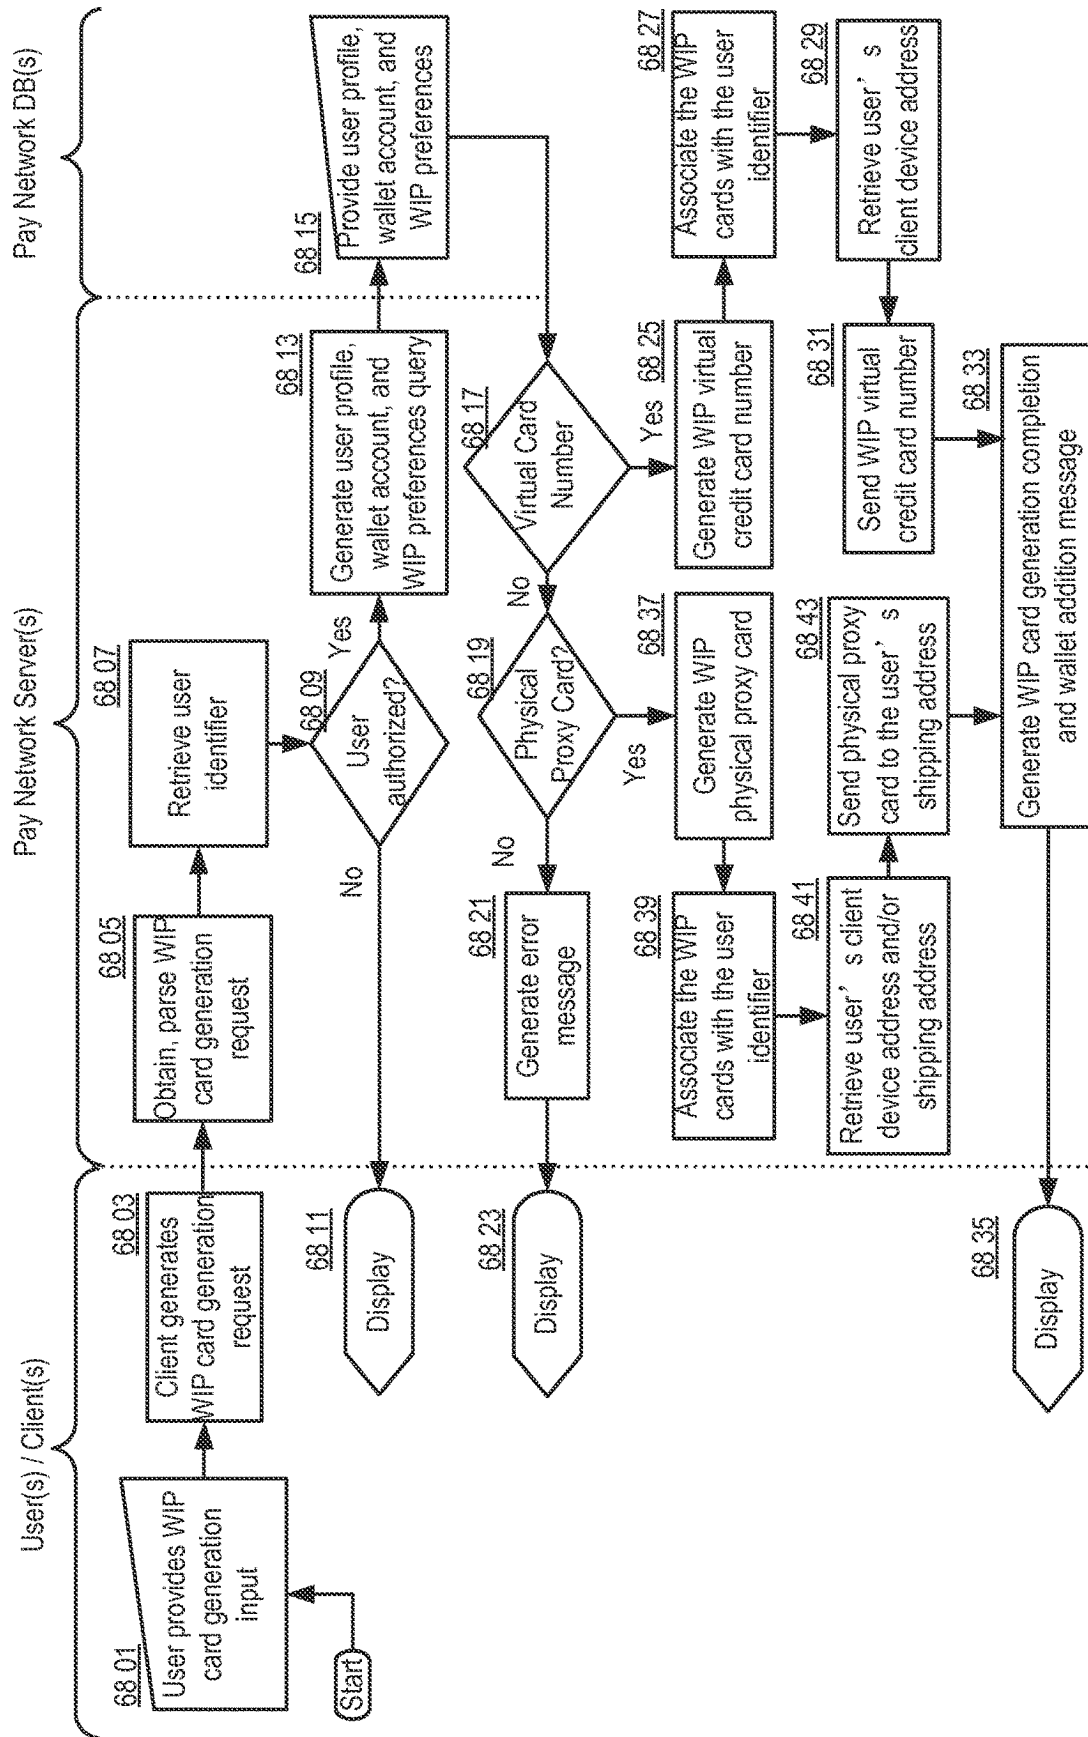 User(s) / Client(s)
Pay Network Server(s)
Pay Network DB(s)
Start
68 01
User provides WIP
card generation
input
68 03
Client generates
WIP card generation
request
68 05
Obtain, parse WIP
card generation
request
68 07
Retrieve user
identifier
68 09
User
authorized?
No
Yes
68 11
Display
68 13
Generate user profile,
wallet account, and
WIP preferences query
68 15
Provide user profile,
wallet account, and
WIP preferences
68 17
Virtual Card
Number
No
Yes
68 19
Physical
Proxy Card?
No
Yes
68 21
Generate error
message
68 23
Display
68 25
Generate WIP virtual
credit card number
68 27
Associate the WIP
cards with the user
identifier
68 29
Retrieve user’s
client device address
68 31
Send WIP virtual
credit card number
68 37
Generate WIP
physical proxy card
68 39
Associate the WIP
cards with the user
identifier
68 41
Retrieve user’s client
device address and/or
shipping address
68 43
Send physical proxy
card to the user’s
shipping address
68 33
Generate WIP card generation completion
and wallet addition message
68 35
Display